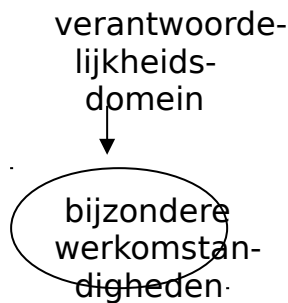 verantwoorde-
lijkheids-
domein
bijzondere
werkomstan-
digheden